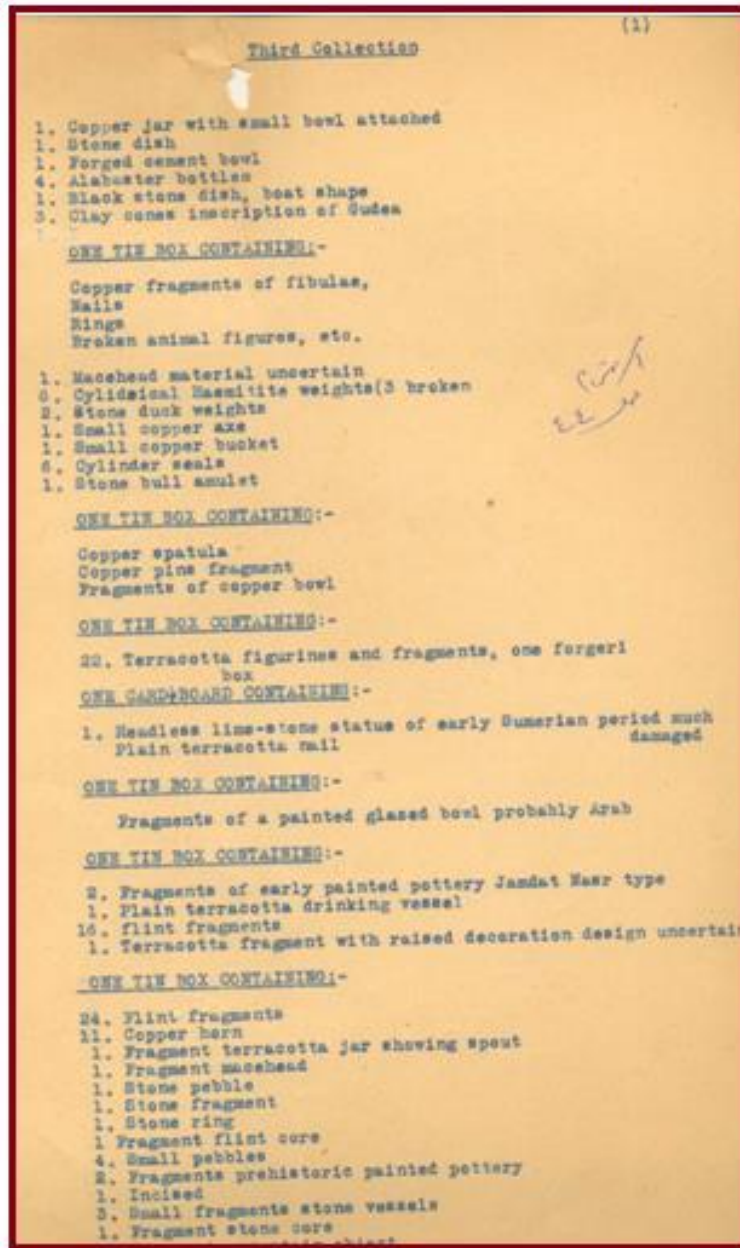 (1)
Third Collection
1. Copper jar with small bowl attached
1. Stone dish
1. Forged cement bowl
4. Alabaster bottles
1. Black stone dish, boat shape
3. Clay cones inscription of Gudea
ONE TIN BOX CONTAINING:-
Copper fragments of fibulas,
Nails
Rings
Broken animal figures, etc.
1. Macehead material uncertain
6. Cylidsical Haemitite weights(3 broken
2. Stone duck weights
1. Small copper axe
1. Small copper bucket
6. Cylinder seals
1. Stone bull amulet
ONE TIN BOX CONTAINING:-
Copper spatula
Copper pins fragment
Fragments of copper bowl
ONE TIN BOX CONTAINING:-
22. Terracotta figurines and fragments, one forgeri
box
ONE CARD BOARD CONTAINING:-
1. Headless lime-stone status of early Sumerian period much
Plain terracotta nail damaged
ONE TIN BOX CONTAINING:-
Fragments of a painted glazed bowl probably Arab
ONE TIN BOX CONTAINING:-
2. Fragments of early painted pottery Jamdat Nasr type
1. Plain terracotta drinking vessel
16. flint fragments
1. Terracotta fragment with raised decoration design uncertain
ONE TIN BOX CONTAINING:-
24. Flint fragments
11. Copper horn
1. Fragment terracotta jar showing spout
1. Fragment macehead
1. Stone pebble
1. Stone fragment
1. Stone ring
1 Fragment flint core
4. Small pebbles
2. Fragments prehistoric painted pottery
1. Incised
3. Small fragments stone vessels
1. Fragment stone core
object